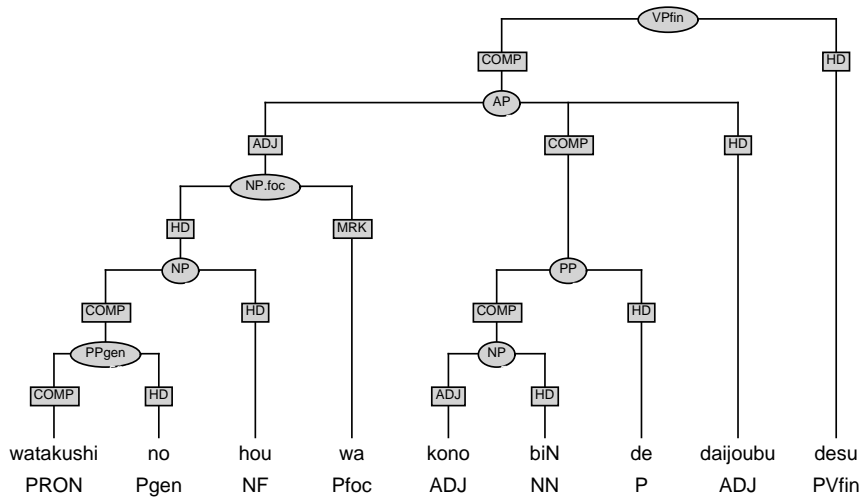 VPfin
COMP HD
AP
ADJ COMP HD
NP.foc
HD MRK
NP PP
COMP HD COMP HD
PPgen NP
COMP HD ADJ HD
watakushi no hou wa kono biN de daijoubu desu
PRON Pgen NF Pfoc ADJ NN P ADJ PVfin